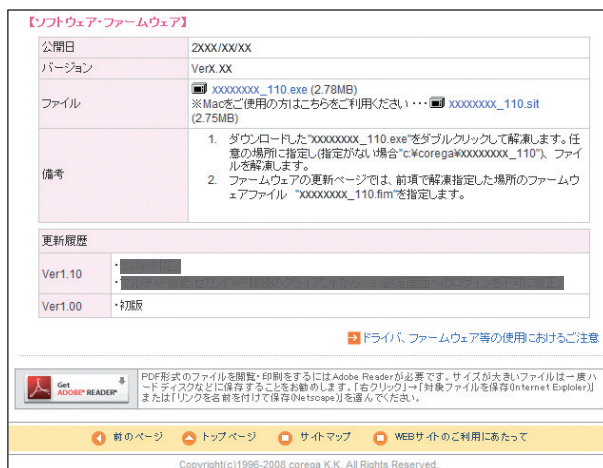 【ソフトウェア・ファームウェア】
公開日 2XXX/XX/XX
バージョン VerX.XX
ファイル xxxxxxxx_110.exe (2.78MB)
※Macをご使用の方はこちらをご利用ください・・・ xxxxxxxx_110.sit
(2.75MB)
備考
1. ダウンロードした"XXXXXXXX_110.exe"をダブルクリックして解凍します。任
意の場所に指定し(指定がない場合"c:¥corega¥XXXXXXXX_110")、ファイ
ルを解凍します。
2. ファームウェアの更新ページでは、前項で解凍指定した場所のファームウ
ェアファイル "XXXXXXXX_110.fim"を指定します。
更新履歴
Ver1.10
Ver1.00 ・初版
ドライバ、ファームウェア等の使用におけるご注意
Get ADOBE® READER®
PDF形式のファイルを閲覧・印刷をするにはAdobe Readerが必要です。サイズが大きいファイルは一度ハ
ードディスクなどに保存することをお勧めします。「右クリック」→「対象ファイルを保存(Internet Exploler)」
または「リンクを名前を付けて保存(Netscape)」を選んでください。
前のページ トップページ サイトマップ WEBサイトのご利用にあたって
Copyright(c)1996-2008 corega K.K. All Rights Reserved.